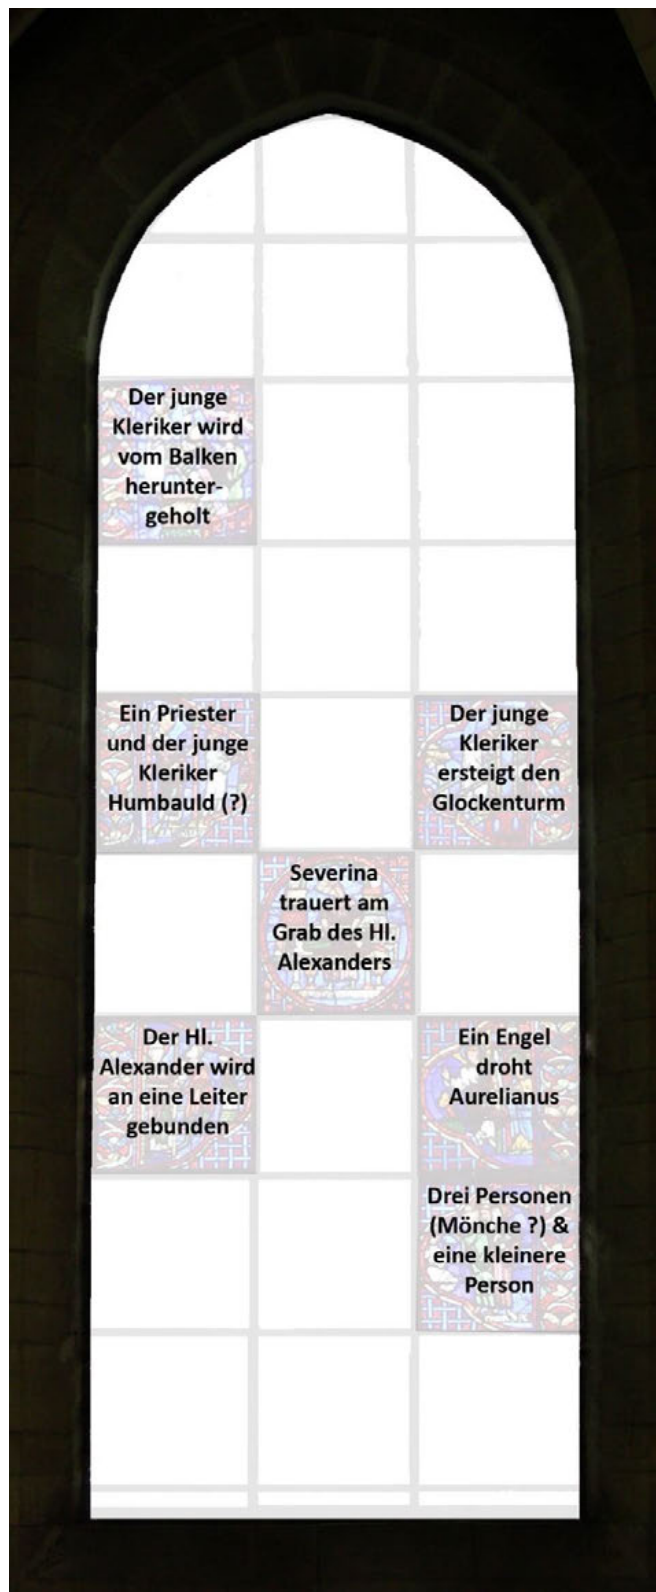 Der junge
Kleriker wird
vom Balken
herunter-
geholt
Ein Priester
und der junge
Kleriker
Humbauld (?)
Der junge
Kleriker
ersteigt den
Glockenturm
Severina
trauert am
Grab des Hl.
Alexanders
Der Hl.
Alexander wird
an eine Leiter
gebunden
Ein Engel
droht
Aurelianus
Drei Personen
(Mönche ?) &
eine kleinere
Person